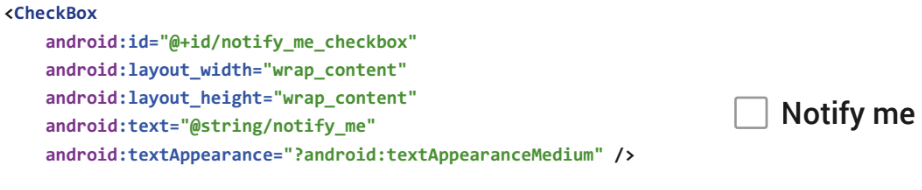 <CheckBox
android:id="@+id/notify_me_checkbox"
android:layout_width="wrap_content"
android:layout_height="wrap_content"
android:text="@string/notify_me"
android:textAppearance="?android:textAppearanceMedium" />
Notify me